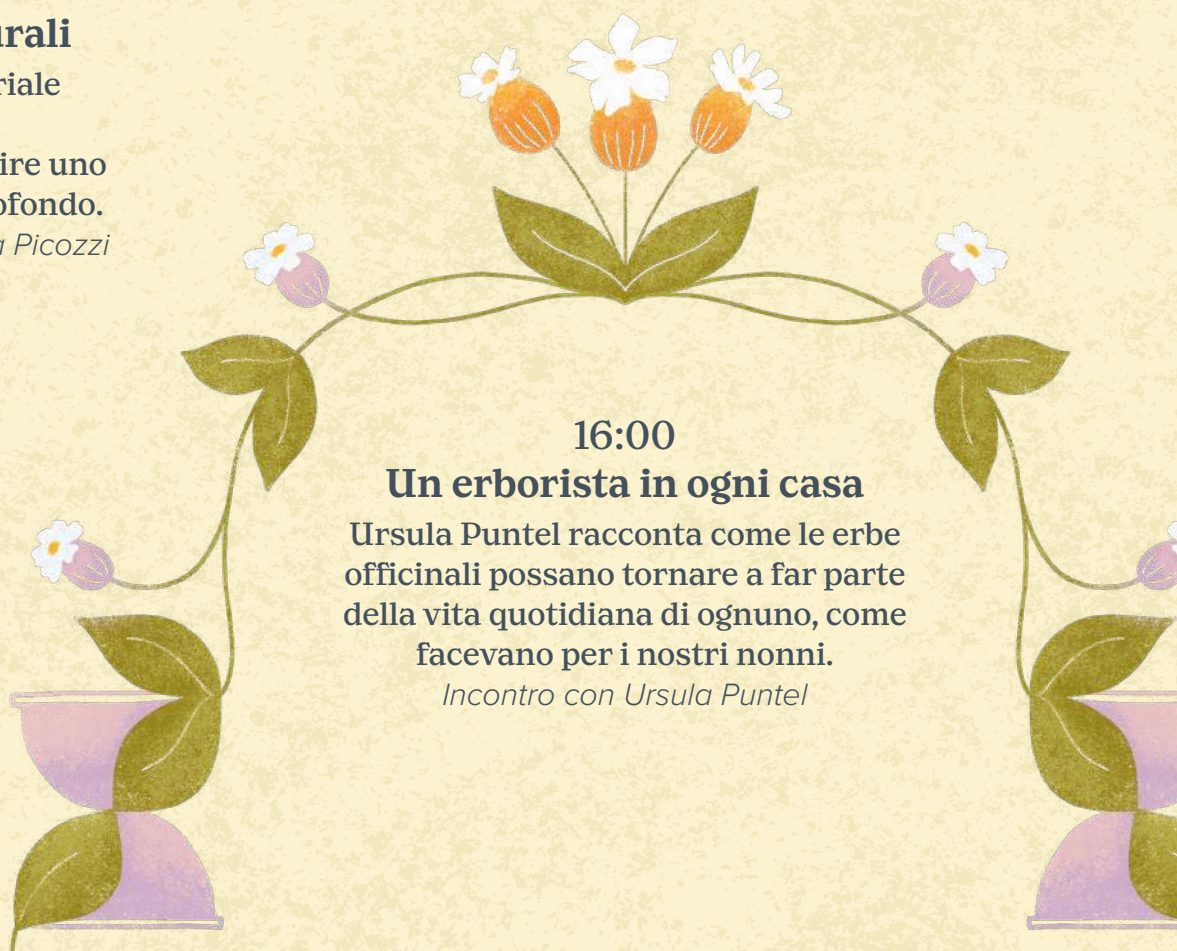 urali
riale
ire uno
ofondo.
a Picozzi
16:00
Un erborista in ogni casa
Ursula Puntel racconta come le erbe
officinali possano tornare a far parte
della vita quotidiana di ognuno, come
facevano per i nostri nonni.
Incontro con Ursula Puntel